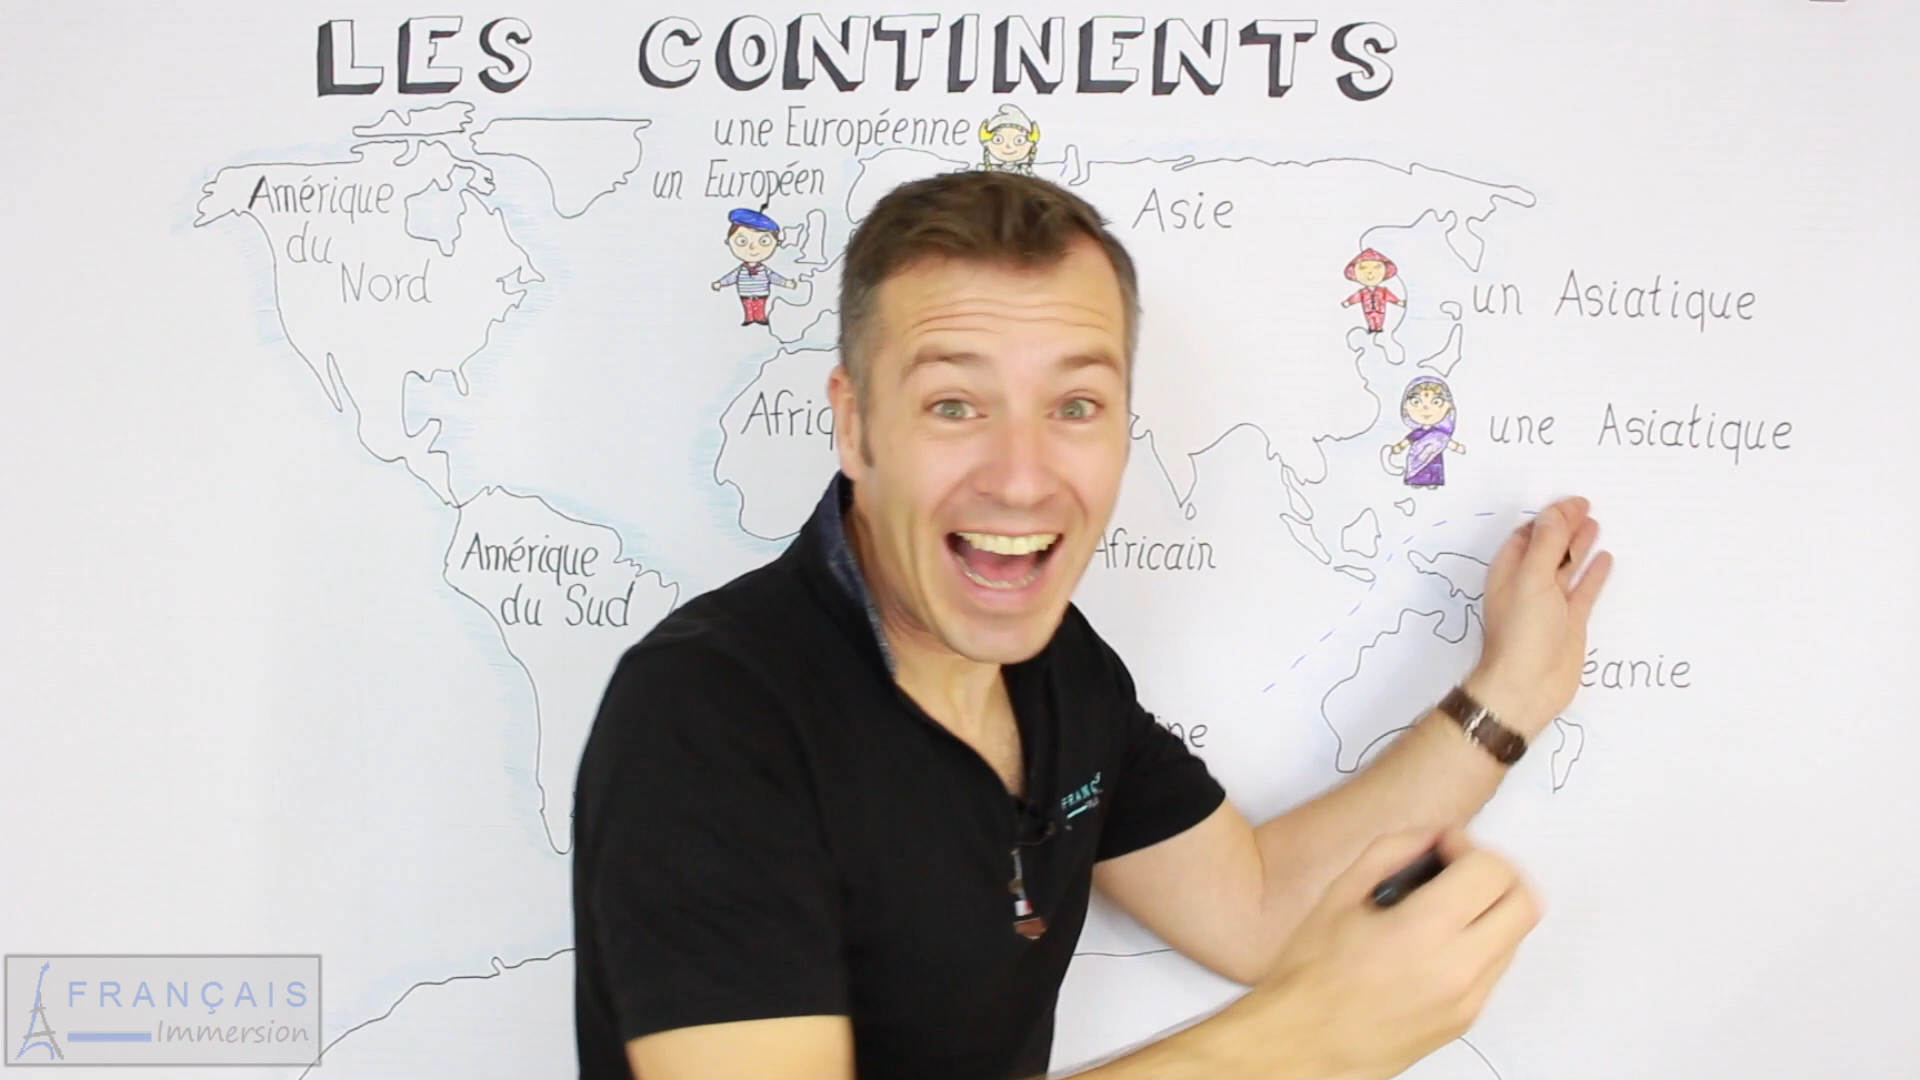 LES CONTINENTS
une Européenne
un Européen
Amérique
du
Nord
Asie
un Asiatique
une Asiatique
Amérique
du Sud
Africain
FRANÇAIS
Immersion